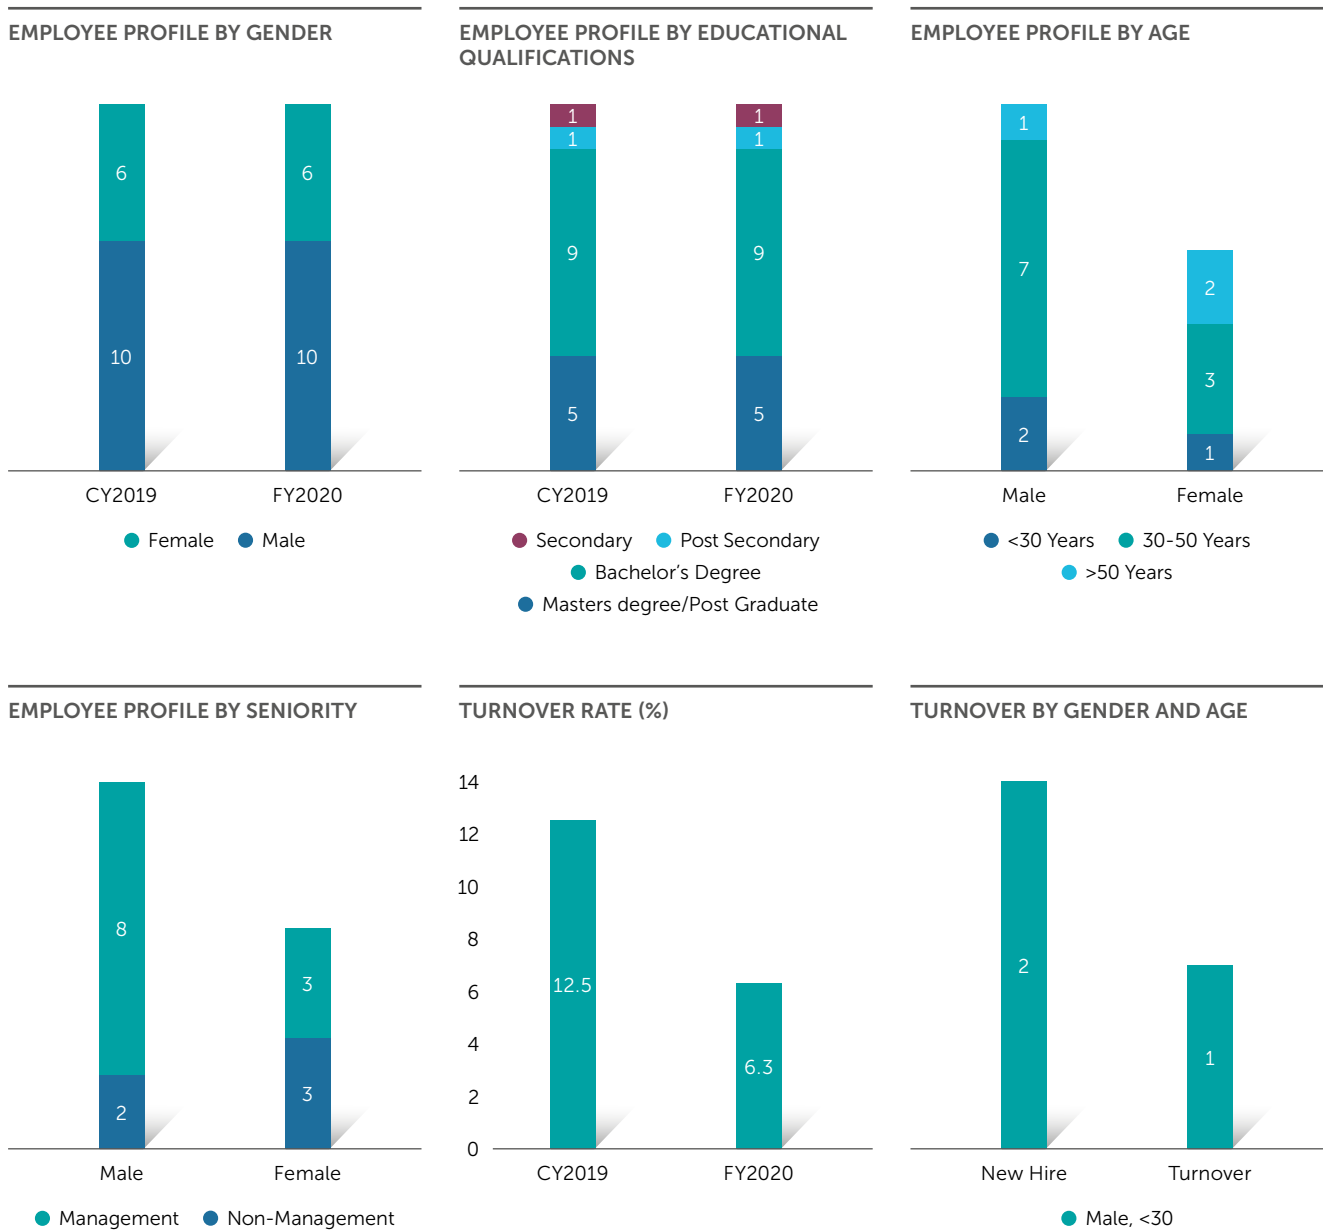 EMPLOYEE PROFILE BY GENDER
6
6
10
10
CY2019 FY2020
Female Male
EMPLOYEE PROFILE BY EDUCATIONAL
QUALIFICATIONS
1
1
1
1
9
9
5
5
CY2019 FY2020
Secondary Post Secondary
Bachelor’s Degree
Masters degree/Post Graduate
EMPLOYEE PROFILE BY AGE
1
7
2
2
3
1
Male Female
<30 Years 30-50 Years
>50 Years
EMPLOYEE PROFILE BY SENIORITY
8
3
2
3
Male Female
Management Non-Management
TURNOVER RATE (%)
14
12
10
8
6
4
2
0
12.5
6.3
CY2019 FY2020
TURNOVER BY GENDER AND AGE
2
1
New Hire Turnover
Male, <30